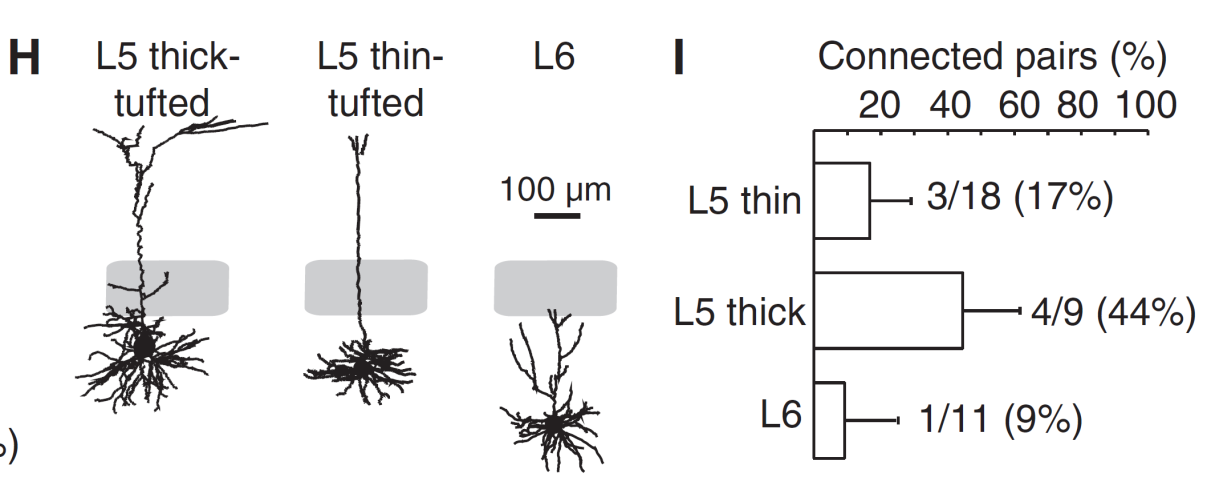 H
L5 thick-
tufted
L5 thin-
tufted
L6
100 µm
I
Connected pairs (%)
20 40 60 80 100
L5 thin 3/18 (17%)
L5 thick 4/9 (44%)
L6 1/11 (9%)
%)